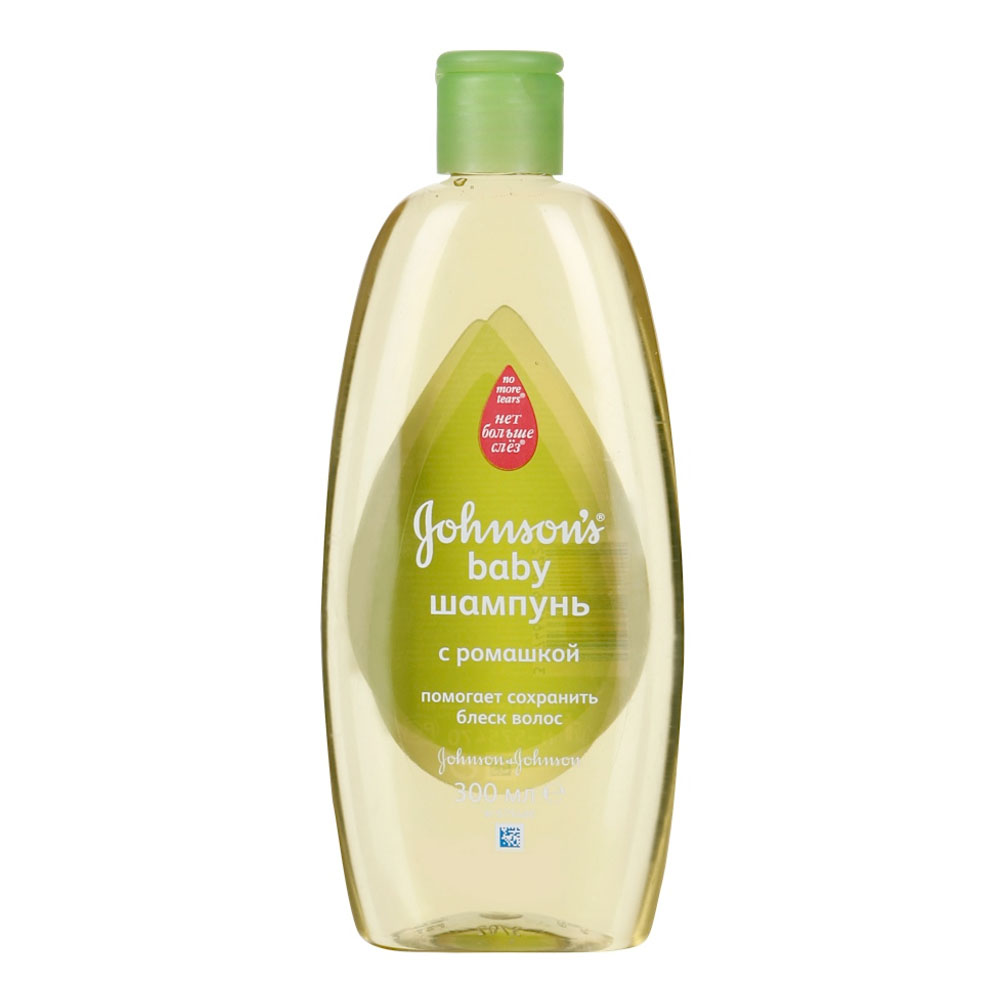 no
more
tears®
нет
больше
слёз®
Johnson's®
baby
шампунь
с ромашкой
помогает сохранить
блеск волос
Johnson & Johnson
300 мл ℮